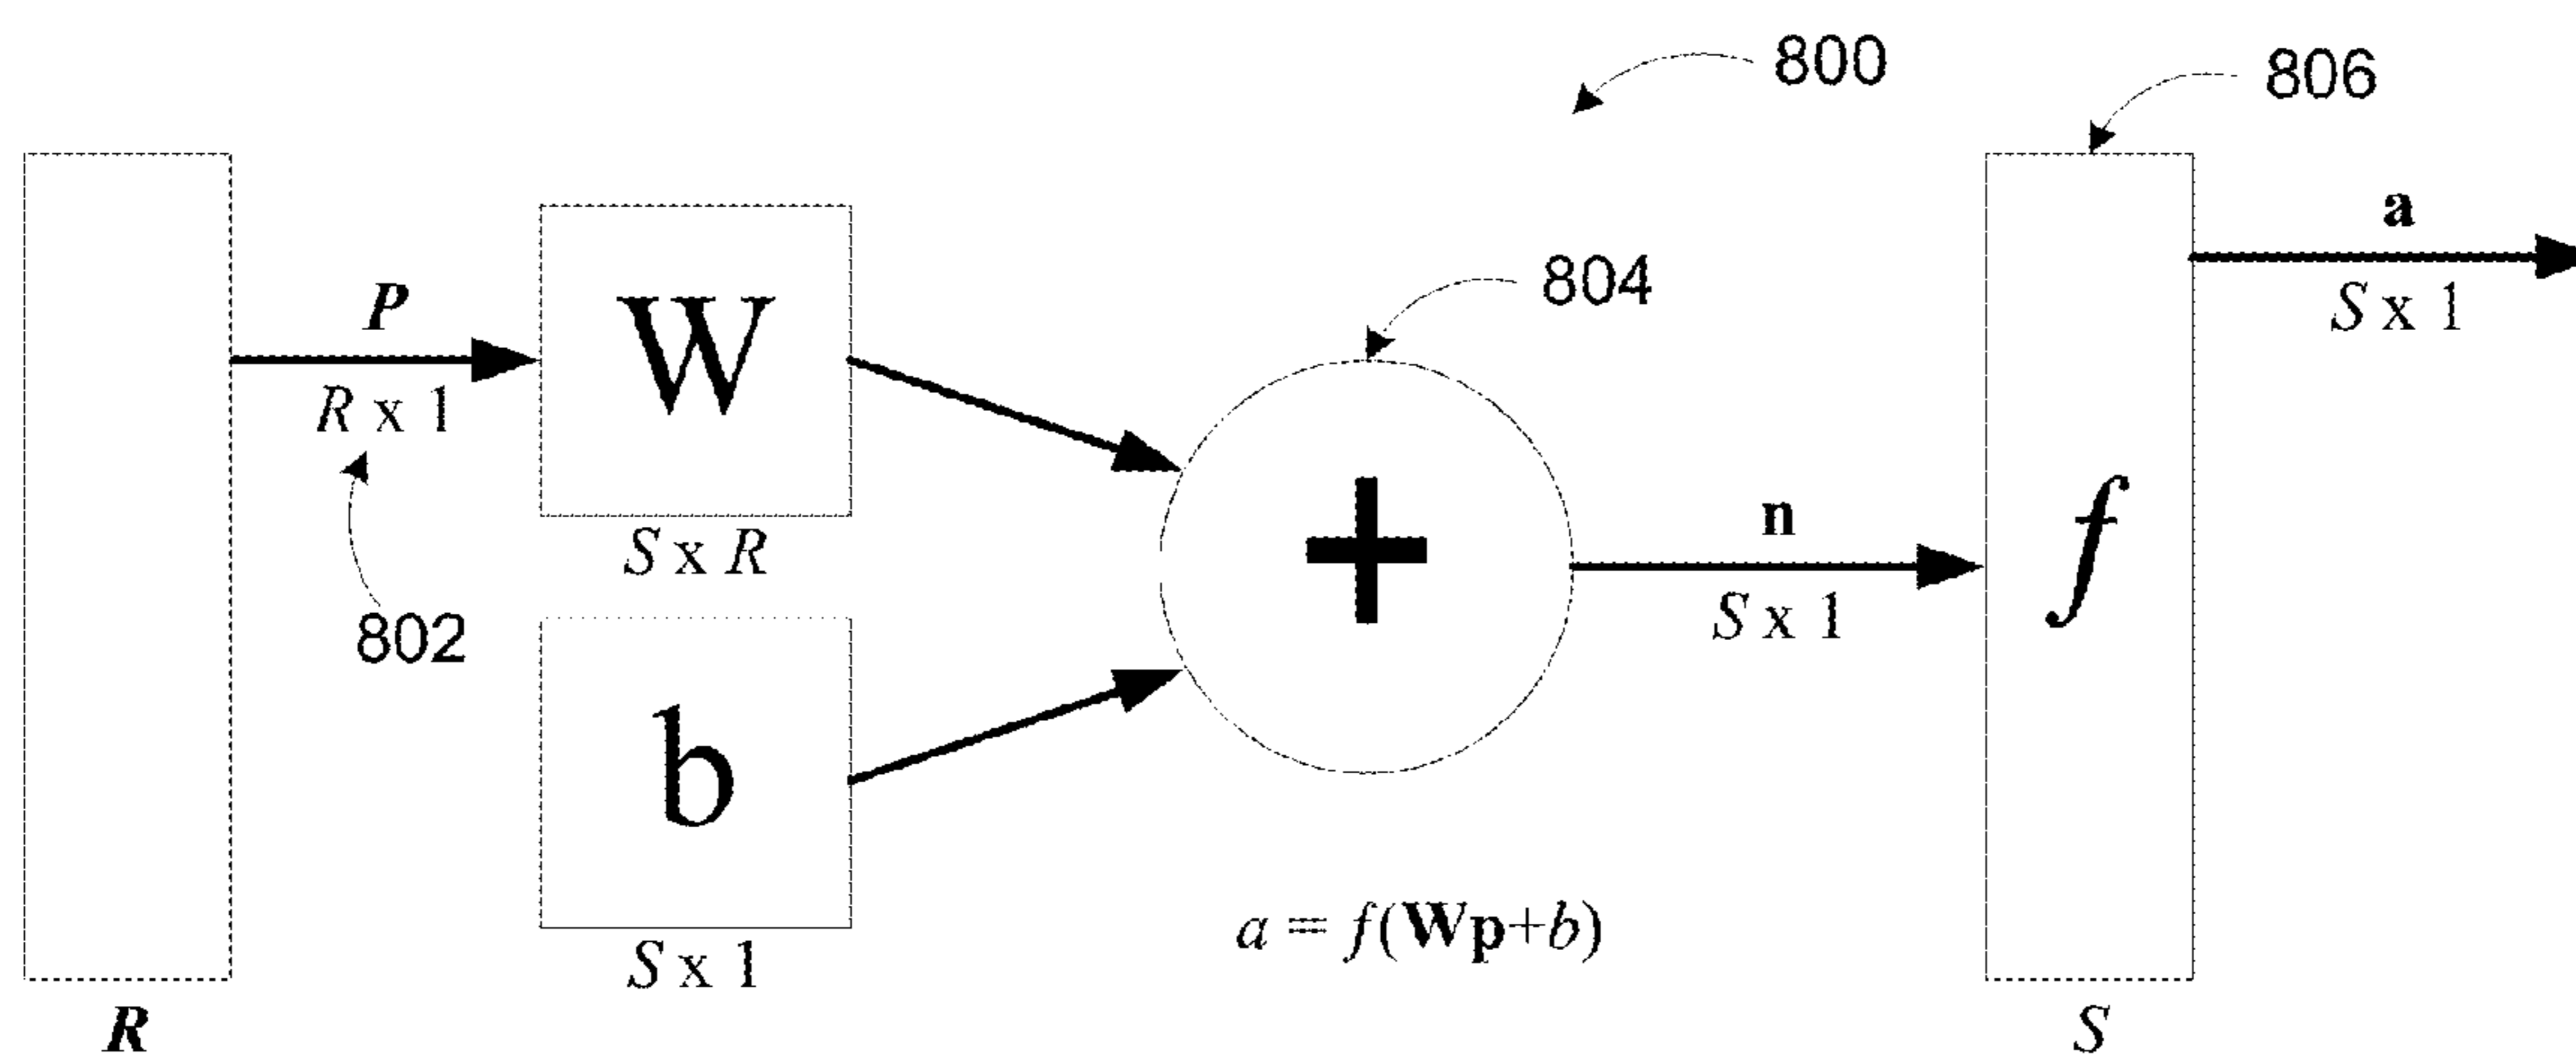 800
806
a
S x 1
804
P
R x 1
W
S x R
802
+
n
S x 1
f
b
S x 1
a = f(Wp+b)
R
S